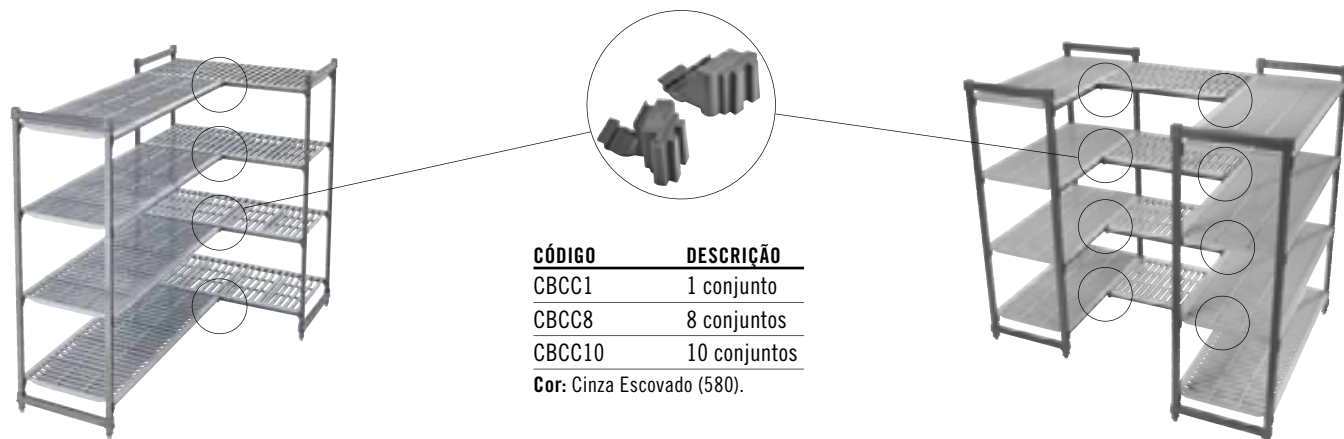 CÓDIGO DESCRIÇÃO
CBCC1 1 conjunto
CBCC8 8 conjuntos
CBCC10 10 conjuntos
Cor: Cinza Escovado (580).